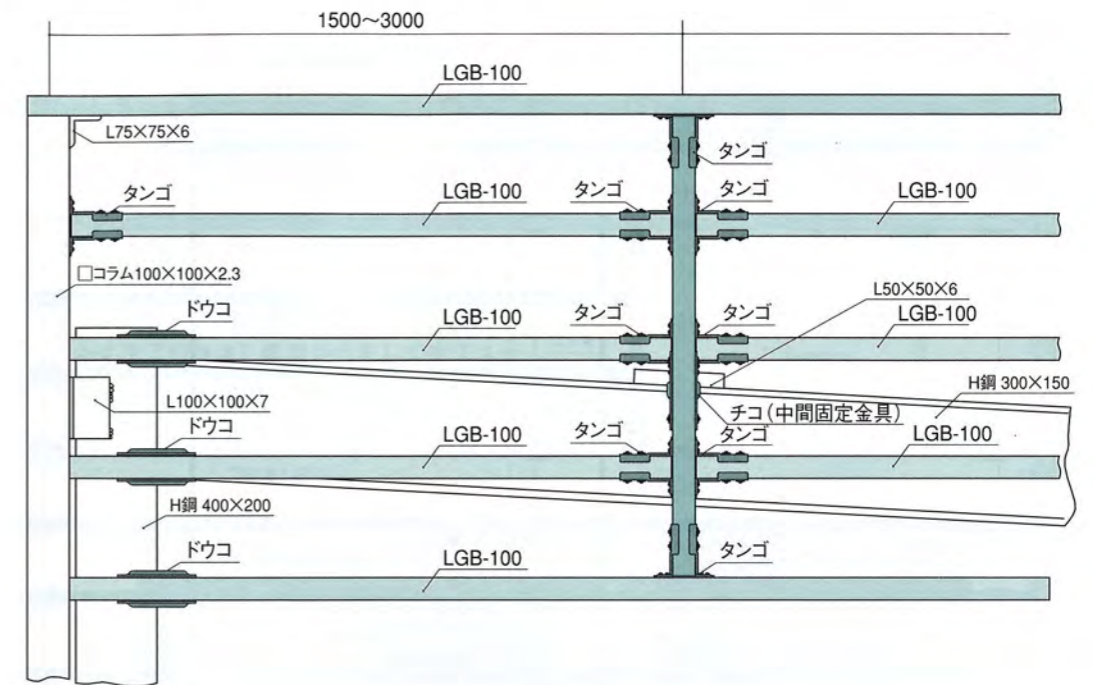 1500〜3000
LGB-100
L75×75×6
タンゴ
タンゴ
LGB-100
タンゴ
タンゴ
LGB-100
□コラム100×100×2.3
L50×50×6
ドウコ
LGB-100
タンゴ
タンゴ
LGB-100
H鋼 300×150
L100×100×7
チコ(中間固定金具)
ドウコ
LGB-100
タンゴ
タンゴ
LGB-100
H鋼 400×200
ドウコ
LGB-100
タンゴ